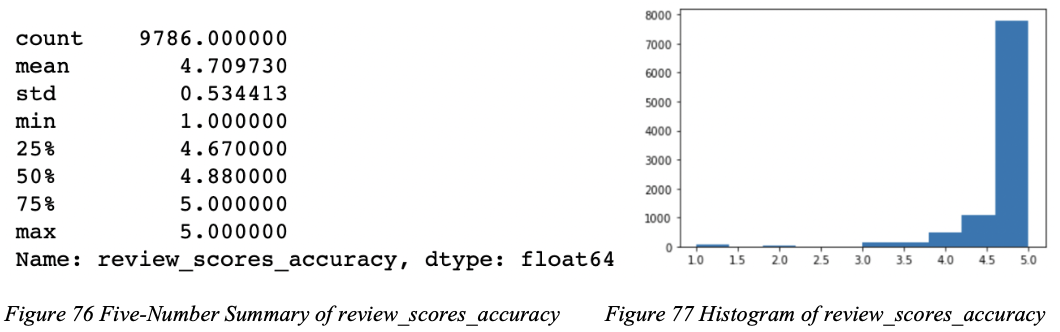 count 9786.000000
mean 4.709730
std 0.534413
min 1.000000
25% 4.670000
50% 4.880000
75% 5.000000
max 5.000000
Name: review_scores_accuracy, dtype: float64
8000
7000
6000
5000
4000
3000
2000
1000
0
1.0 1.5 2.0 2.5 3.0 3.5 4.0 4.5 5.0
Figure 76 Five-Number Summary of review_scores_accuracy
Figure 77 Histogram of review_scores_accuracy